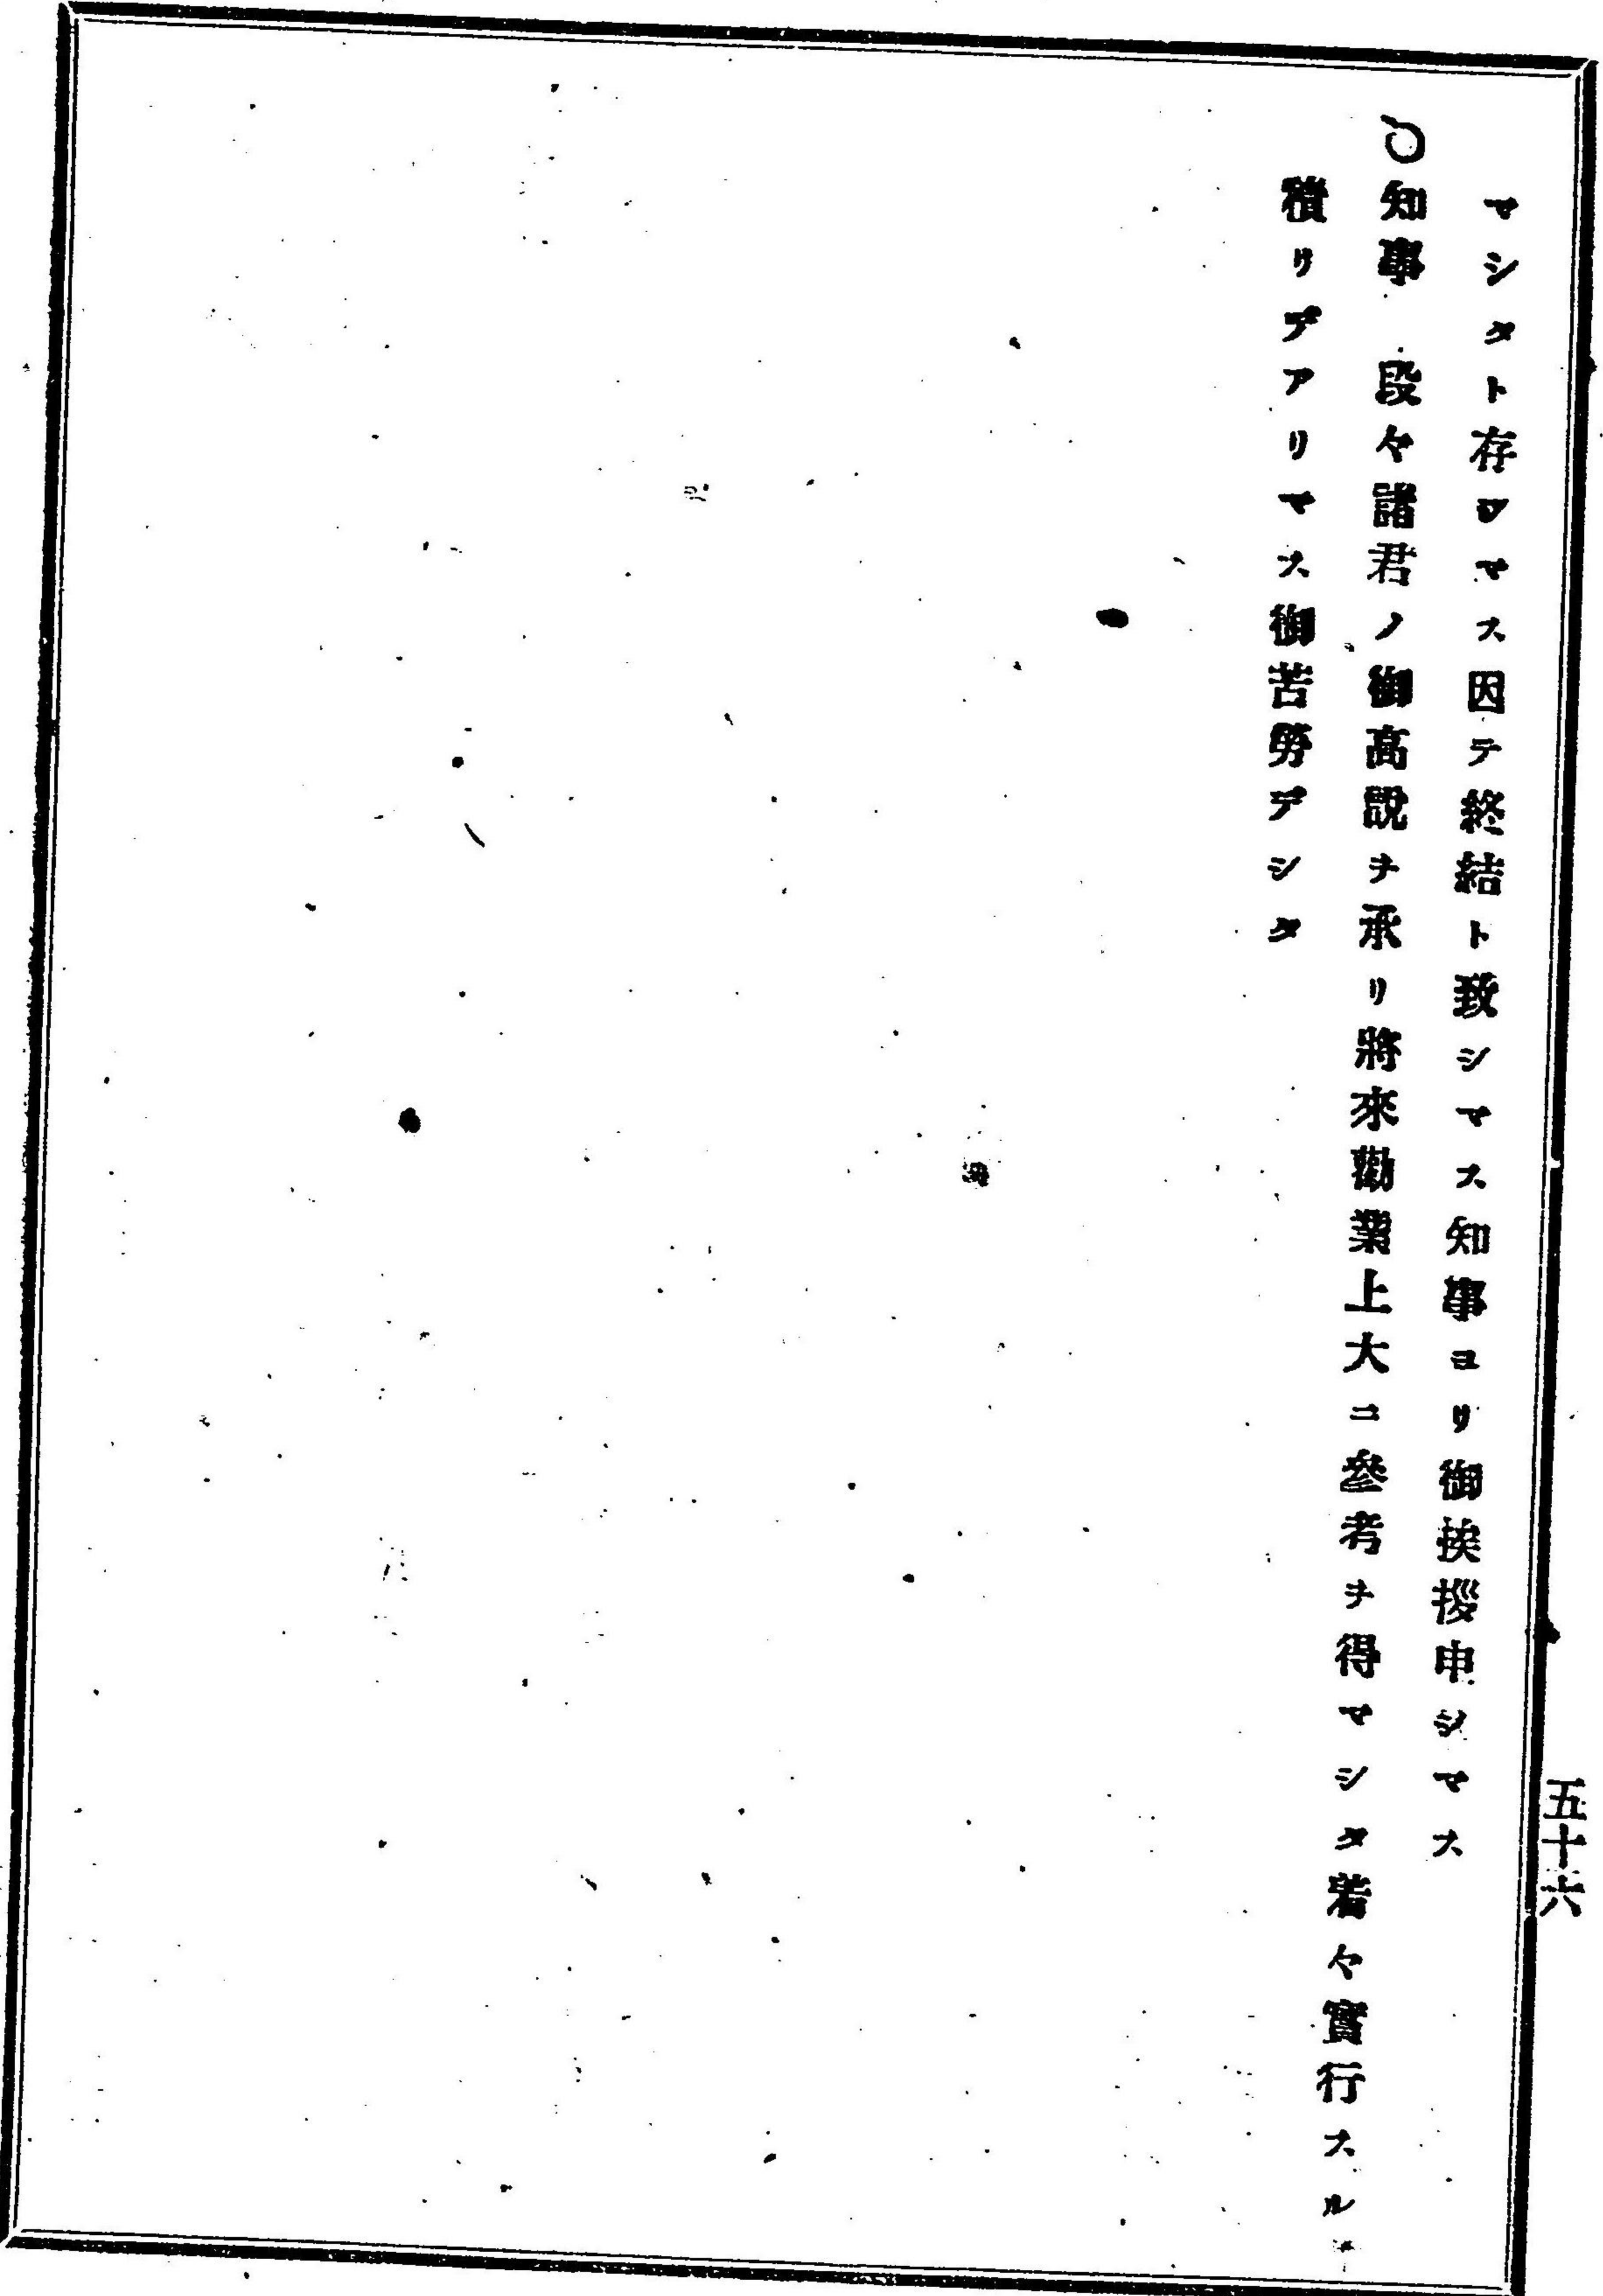 マシタト存ジマス因テ終結ト致シマス知事ヨリ御挨拶申シマス
〇知事　段々諸君ノ御高説ヲ承リ將來勸業上大ニ參考ヲ得マシタ着々實行スル
積リデアリマス御苦勞デシタ
五十六